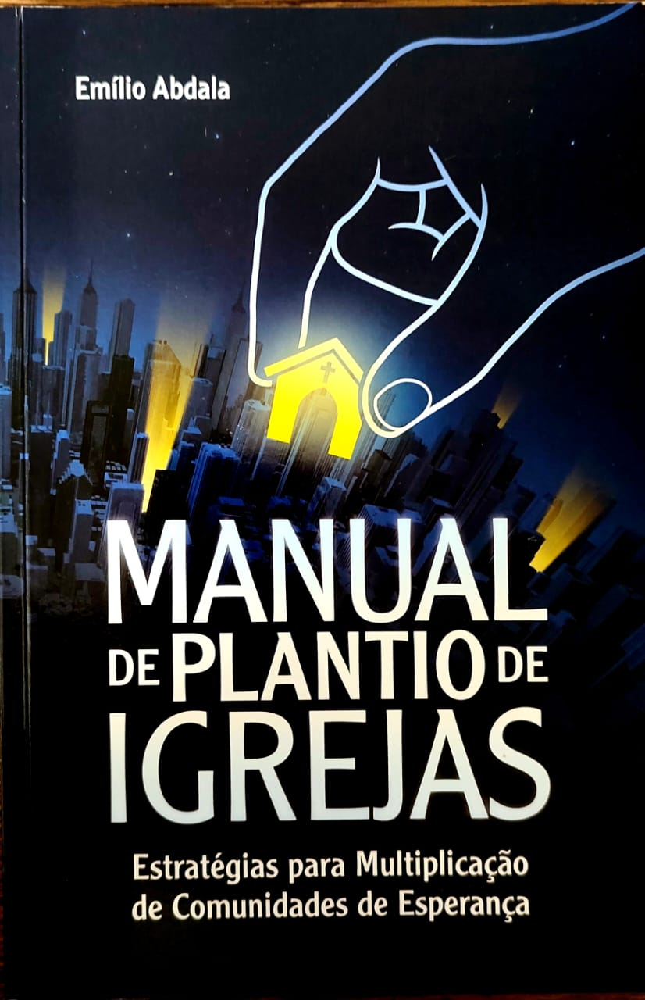 Emílio Abdala
MANUAL
DE PLANTIO DE
IGREJAS
Estratégias para Multiplicação
de Comunidades de Esperança